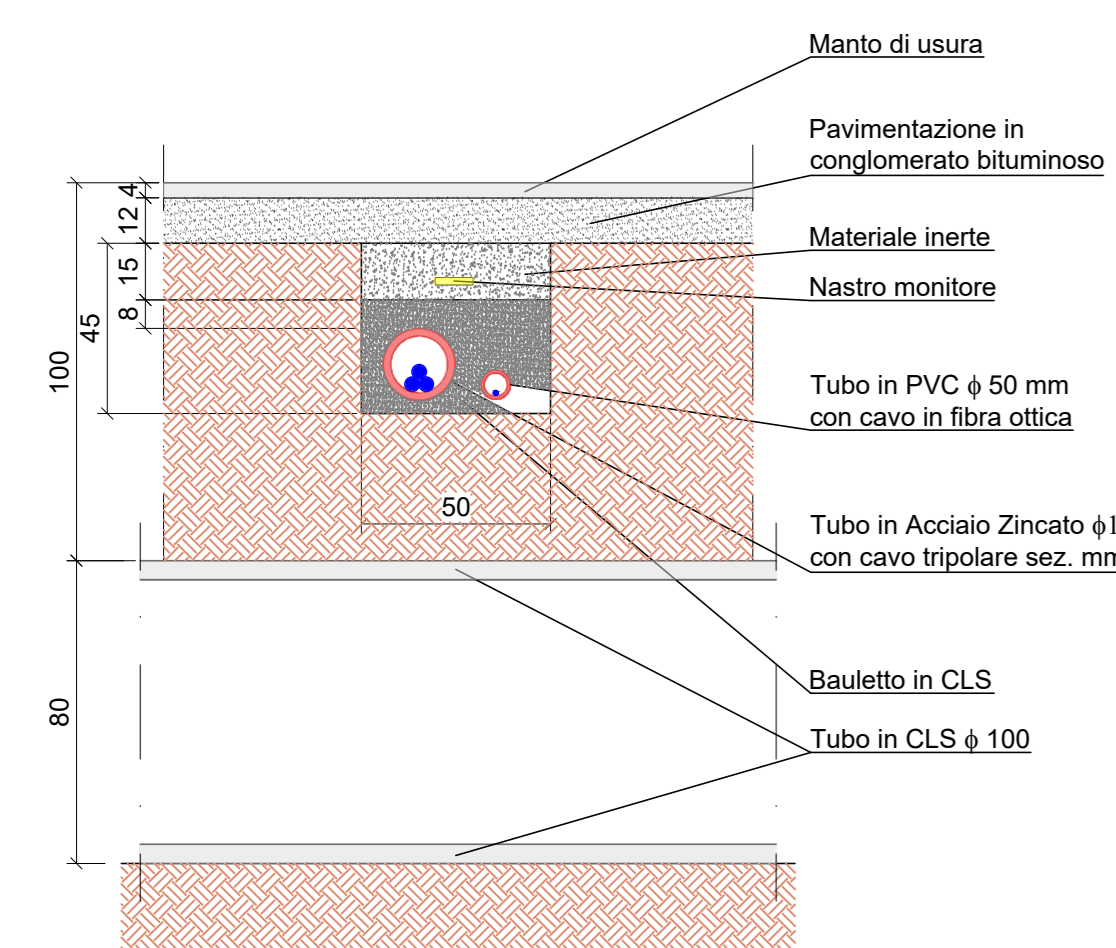 Manto di usura
Pavimentazione in
conglomerato bituminoso
Materiale inerte
Nastro monitore
Tubo in PVC ϕ 50 mm
con cavo in fibra ottica
Tubo in Acciaio Zincato ϕ1
con cavo tripolare sez.
Bauletto in CLS
Tubo in CLS ϕ 100
4
12
15
8
45
100
50
80